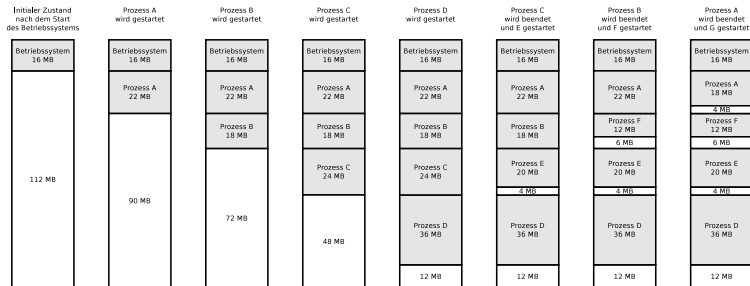 Initialer Zustand
nach dem Start
des Betriebssystems
Betriebssystem
16 MB
112 MB
Prozess A
wird gestartet
Betriebssystem
16 MB
Prozess A
22 MB
90 MB
Prozess B
wird gestartet
Betriebssystem
16 MB
Prozess A
22 MB
Prozess B
18 MB
72 MB
Prozess C
wird gestartet
Betriebssystem
16 MB
Prozess A
22 MB
Prozess B
18 MB
Prozess C
24 MB
48 MB
Prozess D
wird gestartet
Betriebssystem
16 MB
Prozess A
22 MB
Prozess B
18 MB
Prozess C
24 MB
Prozess D
36 MB
12 MB
Prozess C
wird beendet
und E gestartet
Betriebssystem
16 MB
Prozess A
22 MB
Prozess B
18 MB
Prozess E
20 MB
4 MB
Prozess D
36 MB
12 MB
Prozess B
wird beendet
und F gestartet
Betriebssystem
16 MB
Prozess A
22 MB
Prozess F
12 MB
6 MB
Prozess E
20 MB
4 MB
Prozess D
36 MB
12 MB
Prozess A
wird beendet
und G gestartet
Betriebssystem
16 MB
Prozess A
18 MB
4 MB
Prozess F
12 MB
6 MB
Prozess E
20 MB
4 MB
Prozess D
36 MB
12 MB